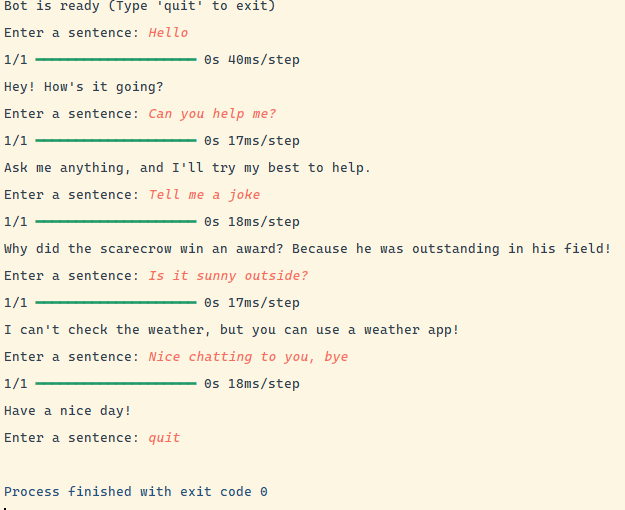 Bot is ready (Type 'quit' to exit)
Enter a sentence: Hello
1/1 ━━━━━━━━━━━━━━━━━━━━ 0s 40ms/step
Hey! How's it going?
Enter a sentence: Can you help me?
1/1 ━━━━━━━━━━━━━━━━━━━━ 0s 17ms/step
Ask me anything, and I'll try my best to help.
Enter a sentence: Tell me a joke
1/1 ━━━━━━━━━━━━━━━━━━━━ 0s 18ms/step
Why did the scarecrow win an award? Because he was outstanding in his field!
Enter a sentence: Is it sunny outside?
1/1 ━━━━━━━━━━━━━━━━━━━━ 0s 17ms/step
I can't check the weather, but you can use a weather app!
Enter a sentence: Nice chatting to you, bye
1/1 ━━━━━━━━━━━━━━━━━━━━ 0s 18ms/step
Have a nice day!
Enter a sentence: quit
Process finished with exit code 0